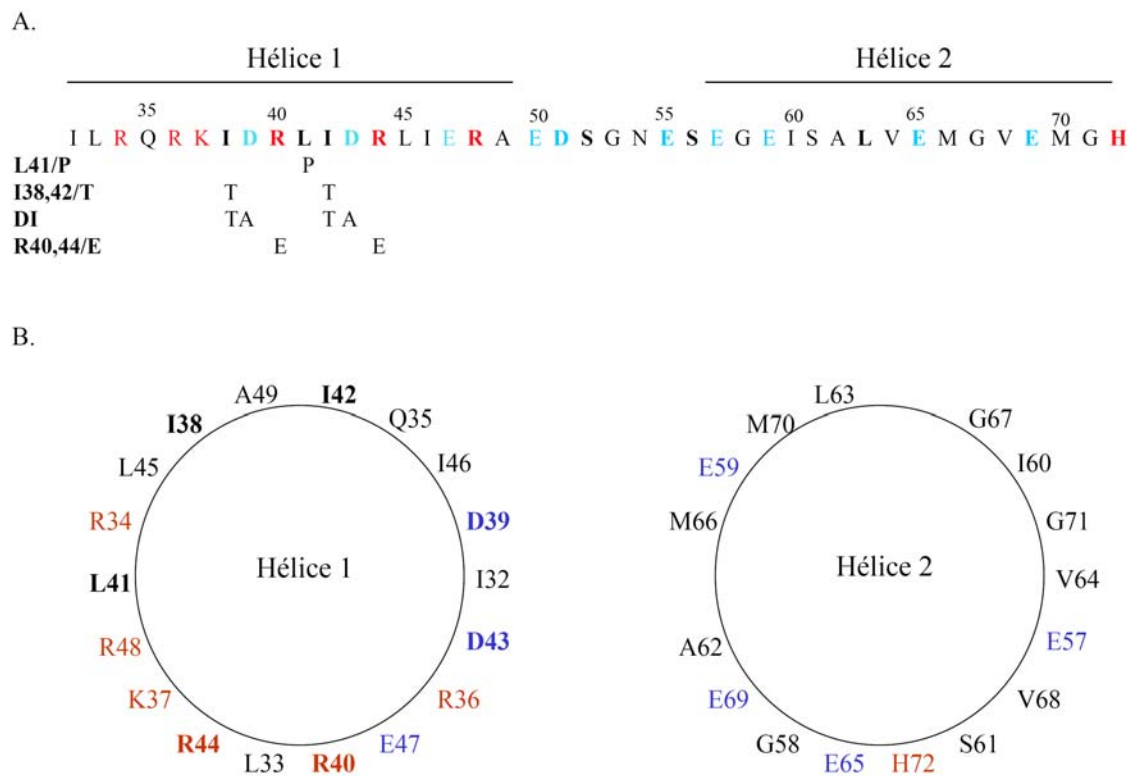 A.
Hélice 1 Hélice 2
35 40 45 50 55 60 65 70
I L R Q R K I D R L I D R L I E R A E D S G N E S E G E I S A L V E M G V E M G H
L41/P P
I38,42/T T T
DI TA T A
R40,44/E E E
B.
A49 I42
I38 Q35
L45 I46
R34 D39
Hélice 1
L41 I32
R48 D43
K37 R36
R44 E47
L33 R40
L63 G67
M70 I60
E59 G71
M66 V64
Hélice 2
A62 E57
E69 V68
G58 S61
E65 H72